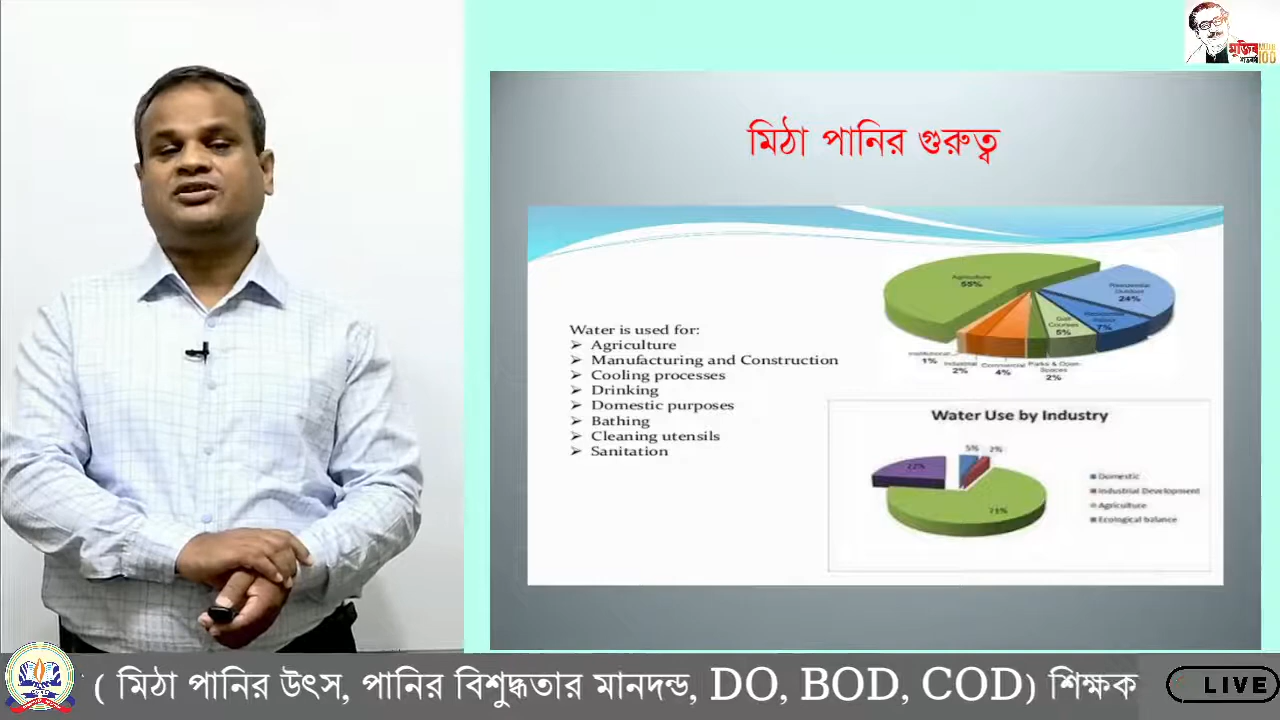 মিঠা পানির গুরুত্ব
Water is used for:
➢ Agriculture
➢ Manufacturing and Construction
➢ Cooling processes
➢ Drinking
➢ Domestic purposes
➢ Bathing
➢ Cleaning utensils
➢ Sanitation
Agriculture
55%
Residential
Outdoor
24%
Residential
Indoor
7%
Golf
Courses
5%
Parks & Open
Spaces
2%
Commercial
4%
Industrial
2%
Institutional
1%
Water Use by Industry
5% 2%
22%
71%
Domestic
Industrial Development
Agriculture
Ecological balance
( মিঠা পানির উৎস, পানির বিশুদ্ধতার মানদন্ড, DO, BOD, COD) শিক্ষক
LIVE
মুজিব
100